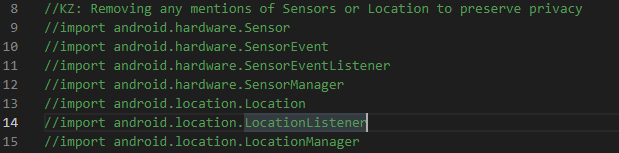 8 //KZ: Removing any mentions of Sensors or Location to preserve privacy
9 //import android.hardware.Sensor
10 //import android.hardware.SensorEvent
11 //import android.hardware.SensorEventListener
12 //import android.hardware.SensorManager
13 //import android.location.Location
14 //import android.location.LocationListener
15 //import android.location.LocationManager